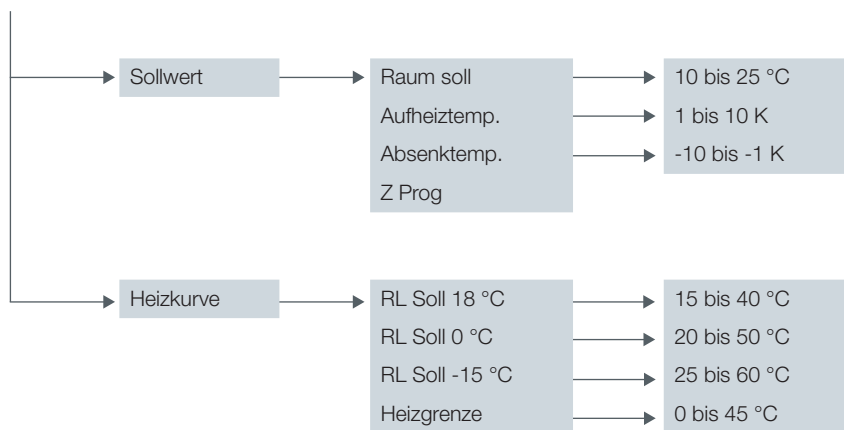 Sollwert
Raum soll
10 bis 25 °C
Aufheiztemp.
1 bis 10 K
Absenktemp.
-10 bis -1 K
Z Prog
Heizkurve
RL Soll 18 °C
15 bis 40 °C
RL Soll 0 °C
20 bis 50 °C
RL Soll -15 °C
25 bis 60 °C
Heizgrenze
0 bis 45 °C